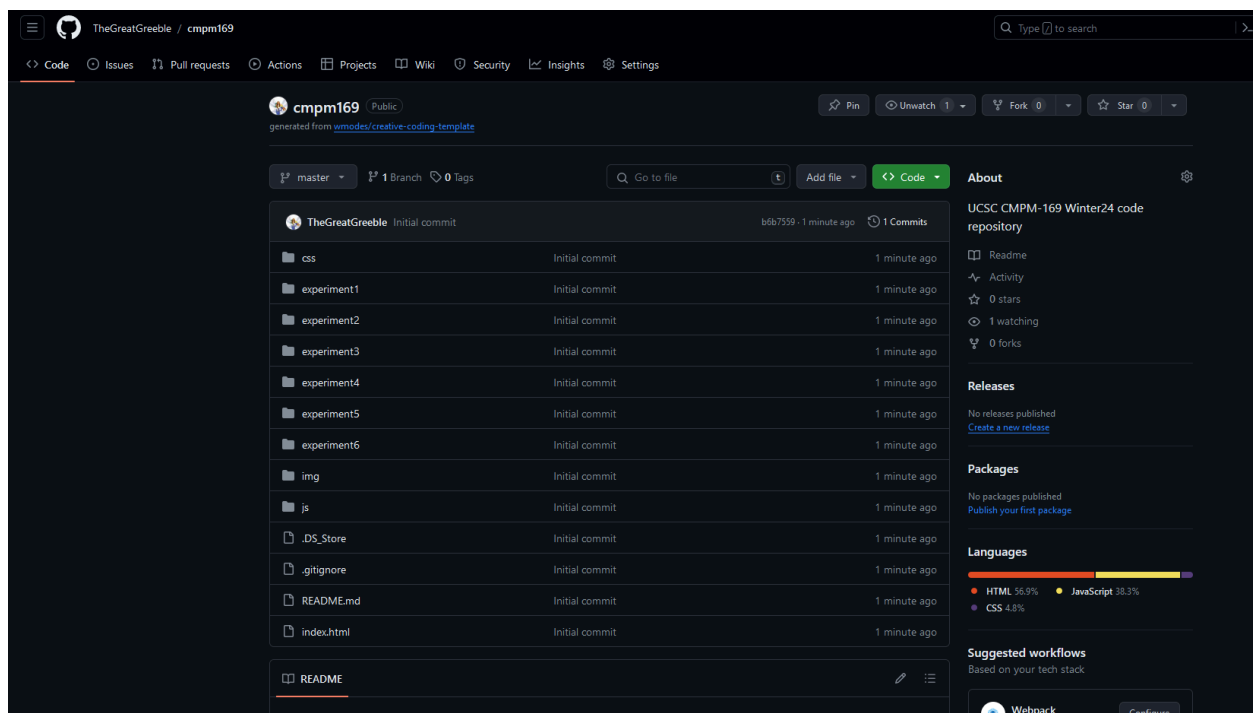 TheGreatGreeble / cmpm169
Type / to search
Code Issues Pull requests Actions Projects Wiki Security Insights Settings
cmpm169 Public
Pin Unwatch 1 Fork 0 Star 0
generated from wmodes/creative-coding-template
master 1 Branch 0 Tags Go to file t Add file <> Code
TheGreatGreeble Initial commit b6b7559 · 1 minute ago 1 Commits
css Initial commit 1 minute ago
experiment1 Initial commit 1 minute ago
experiment2 Initial commit 1 minute ago
experiment3 Initial commit 1 minute ago
experiment4 Initial commit 1 minute ago
experiment5 Initial commit 1 minute ago
experiment6 Initial commit 1 minute ago
img Initial commit 1 minute ago
js Initial commit 1 minute ago
.DS_Store Initial commit 1 minute ago
.gitignore Initial commit 1 minute ago
README.md Initial commit 1 minute ago
index.html Initial commit 1 minute ago
README
About
UCSC CMPM-169 Winter24 code
repository
Readme
Activity
0 stars
1 watching
0 forks
Releases
No releases published
Create a new release
Packages
No packages published
Publish your first package
Languages
HTML 56.9% JavaScript 38.3%
CSS 4.8%
Suggested workflows
Based on your tech stack
Webpack Configure